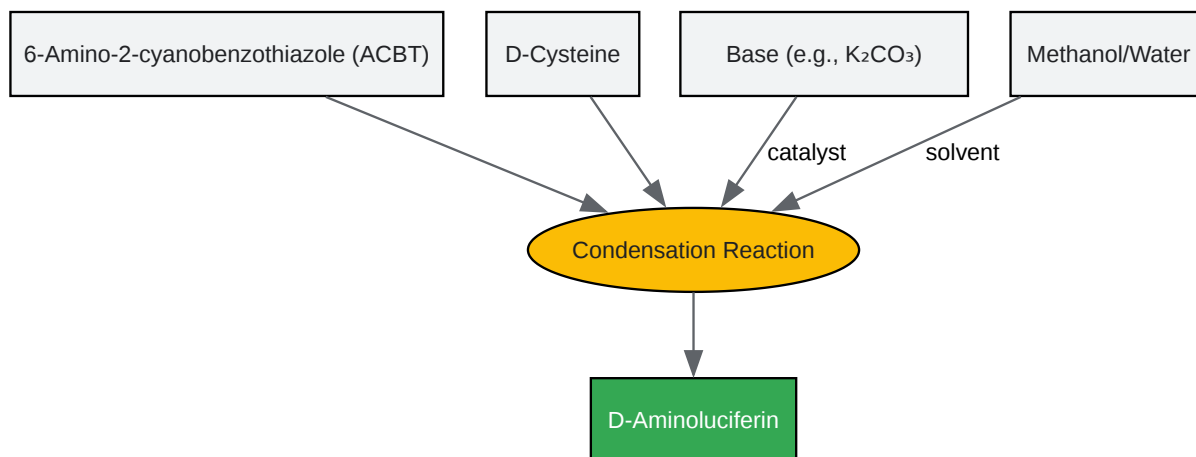 6-Amino-2-cyanobenzothiazole (ACBT)
D-Cysteine
Base (e.g., K₂CO₃)
Methanol/Water
catalyst
solvent
Condensation Reaction
D-Aminoluciferin